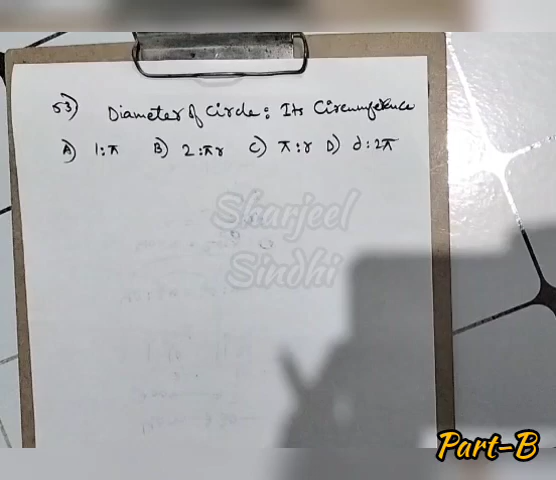 53) Diameter of circle : Its Circumference
A) 1:π B) 2:πr C) π:r D) d:2π
Sharjeel
Sindhi
Part-B